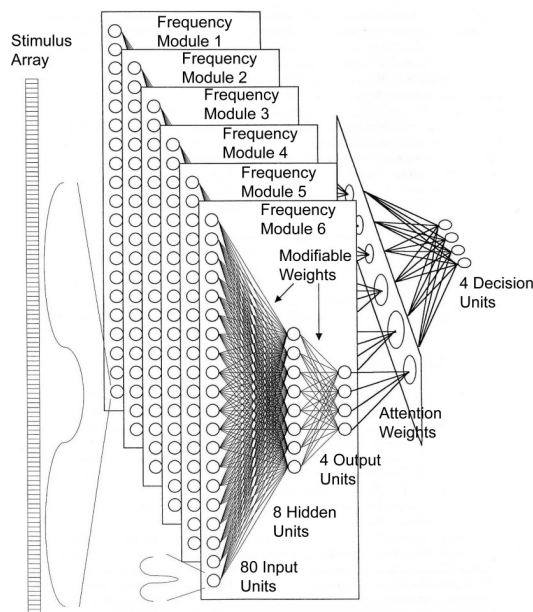 Stimulus
Array
Frequency
Module 1
Frequency
Module 2
Frequency
Module 3
Frequency
Module 4
Frequency
Module 5
Frequency
Module 6
Modifiable
Weights
4 Decision
Units
Attention
Weights
4 Output
Units
8 Hidden
Units
80 Input
Units